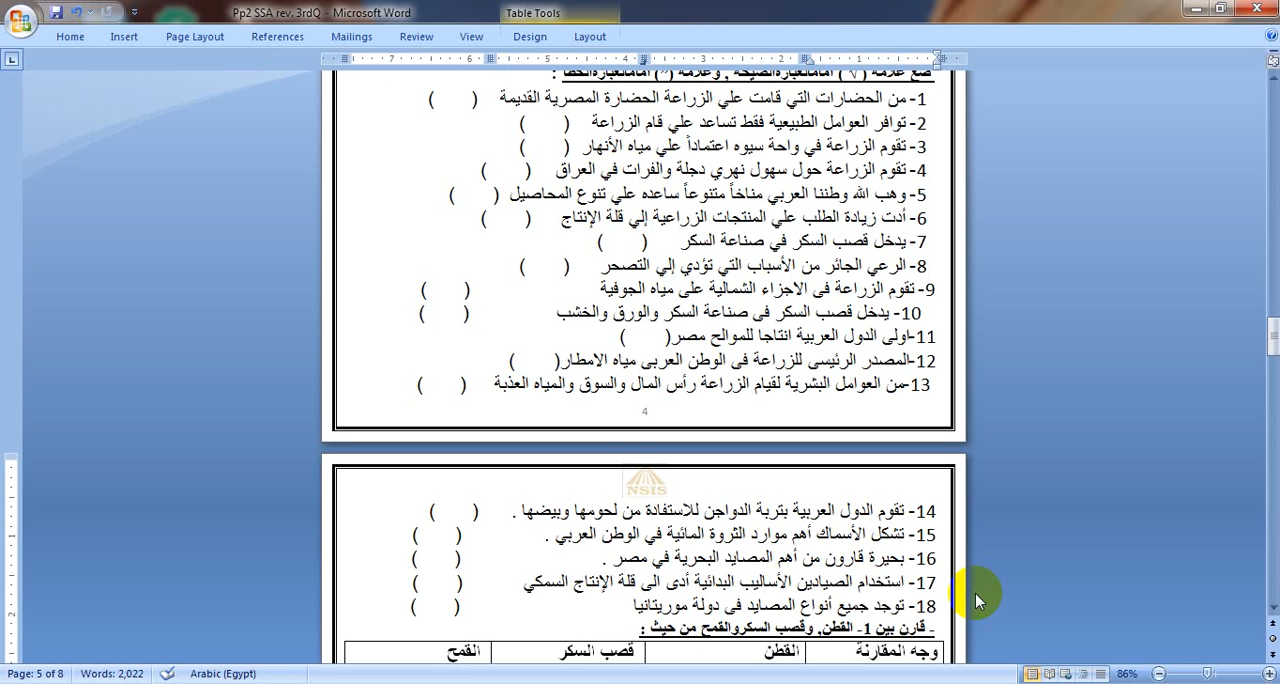 Pp2 SSA rev. 3rdQ - Microsoft Word
Table Tools
Home Insert Page Layout References Mailings Review View Design Layout
ضع علامة ( √ ) أمام العبارة الصحيحة , وعلامة ( ) أمام العبارة الخطأ :
1- من الحضارات التي قامت علي الزراعة الحضارة المصرية القديمة ( )
2- توافر العوامل الطبيعية فقط تساعد علي قام الزراعة ( )
3- تقوم الزراعة في واحة سيوه اعتماداً علي مياه الأنهار ( )
4- تقوم الزراعة حول سهول نهري دجلة والفرات في العراق ( )
5- وهب الله وطننا العربي مناخاً متنوعاً ساعده علي تنوع المحاصيل ( )
6- أدت زيادة الطلب علي المنتجات الزراعية إلي قلة الإنتاج ( )
7- يدخل قصب السكر في صناعة السكر ( )
8- الرعي الجائر من الأسباب التي تؤدي إلي التصحر ( )
9- تقوم الزراعة فى الاجزاء الشمالية على مياه الجوفية ( )
10- يدخل قصب السكر فى صناعة السكر والورق والخشب ( )
11-اولى الدول العربية انتاجا للموالح مصر( )
12-المصدر الرئيسى للزراعة فى الوطن العربى مياه الامطار( )
13-من العوامل البشرية لقيام الزراعة رأس المال والسوق والمياه العذبة ( )
4
NSIS
14- تقوم الدول العربية بتربة الدواجن للاستفادة من لحومها وبيضها . ( )
15- تشكل الأسماك أهم موارد الثروة المائية في الوطن العربي . ( )
16- بحيرة قارون من أهم المصايد البحرية في مصر . ( )
17- استخدام الصيادين الأساليب البدائية أدى الى قلة الإنتاج السمكي ( )
18- توجد جميع أنواع المصايد فى دولة موريتانيا ( )
- قارن بين 1- القطن, وقصب السكروالقمح من حيث :
وجه المقارنة القطن قصب السكر القمح
Page: 5 of 8 Words: 2,022 Arabic (Egypt) 86%